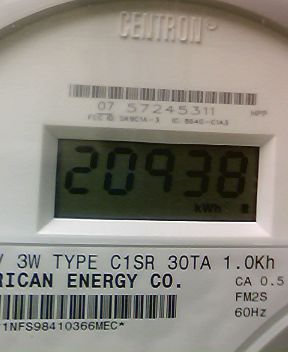 CENTRON®
07 57245311
20938
kWh
V 3W TYPE C1SR 30TA 1.0Kh
RICAN ENERGY CO.
CA 0.5
FM2S
60Hz
1NFS98410366MEC*